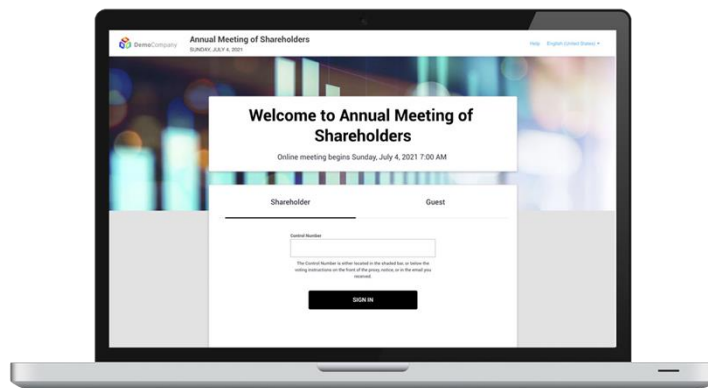 DemoCompany
Annual Meeting of Shareholders
SUNDAY, JULY 4, 2021
Help English (United States)
Welcome to Annual Meeting of
Shareholders
Online meeting begins Sunday, July 4, 2021 7:00 AM
Shareholder Guest
Control Number
The Control Number is either located in the shaded bar, or below the
voting instructions on the front of the proxy, notice, or in the email you
received.
SIGN IN